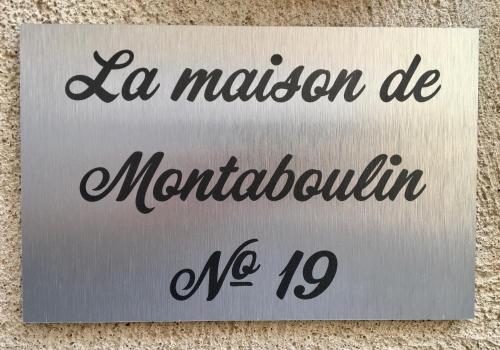 La maison de
Montaboulin
Nº 19